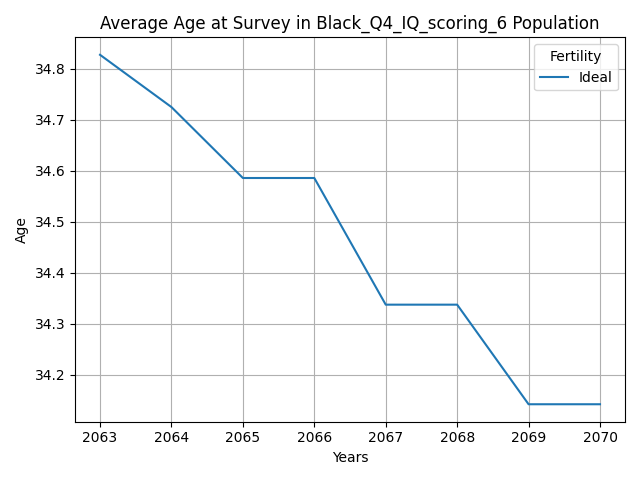 Average Age at Survey in Black_Q4_IQ_scoring_6 Population
Fertility
Ideal
34.8
34.7
34.6
34.5
34.4
34.3
34.2
Age
2063 2064 2065 2066 2067 2068 2069 2070
Years